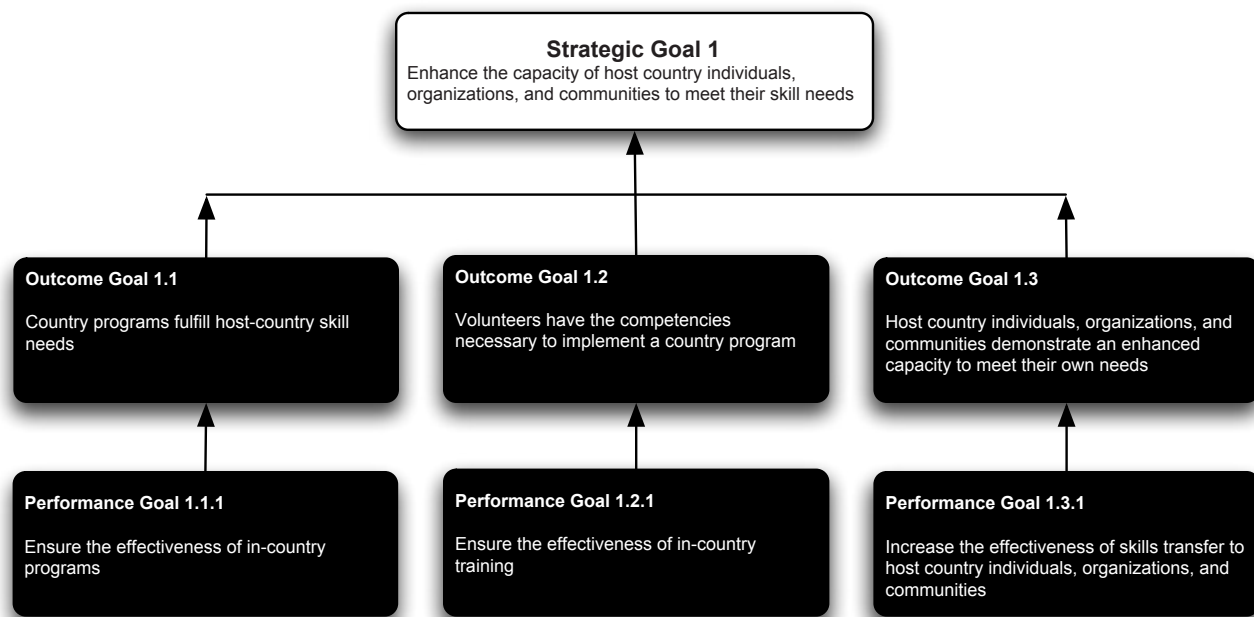 Strategic Goal 1
Enhance the capacity of host country individuals,
organizations, and communities to meet their skill needs
Outcome Goal 1.1
Country programs fulfill host-country skill
needs
Outcome Goal 1.2
Volunteers have the competencies
necessary to implement a country program
Outcome Goal 1.3
Host country individuals, organizations, and
communities demonstrate an enhanced
capacity to meet their own needs
Performance Goal 1.1.1
Ensure the effectiveness of in-country
programs
Performance Goal 1.2.1
Ensure the effectiveness of in-country
training
Performance Goal 1.3.1
Increase the effectiveness of skills transfer to
host country individuals, organizations, and
communities